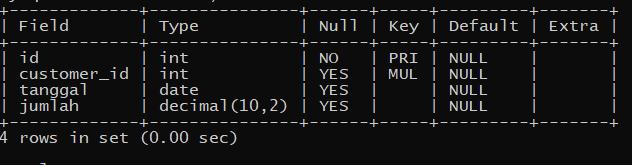 +-------------+---------------+------+-----+---------+-------+
| Field       | Type          | Null | Key | Default | Extra |
+-------------+---------------+------+-----+---------+-------+
| id          | int           | NO   | PRI | NULL    |       |
| customer_id | int           | YES  | MUL | NULL    |       |
| tanggal     | date          | YES  |     | NULL    |       |
| jumlah      | decimal(10,2) | YES  |     | NULL    |       |
+-------------+---------------+------+-----+---------+-------+
4 rows in set (0.00 sec)